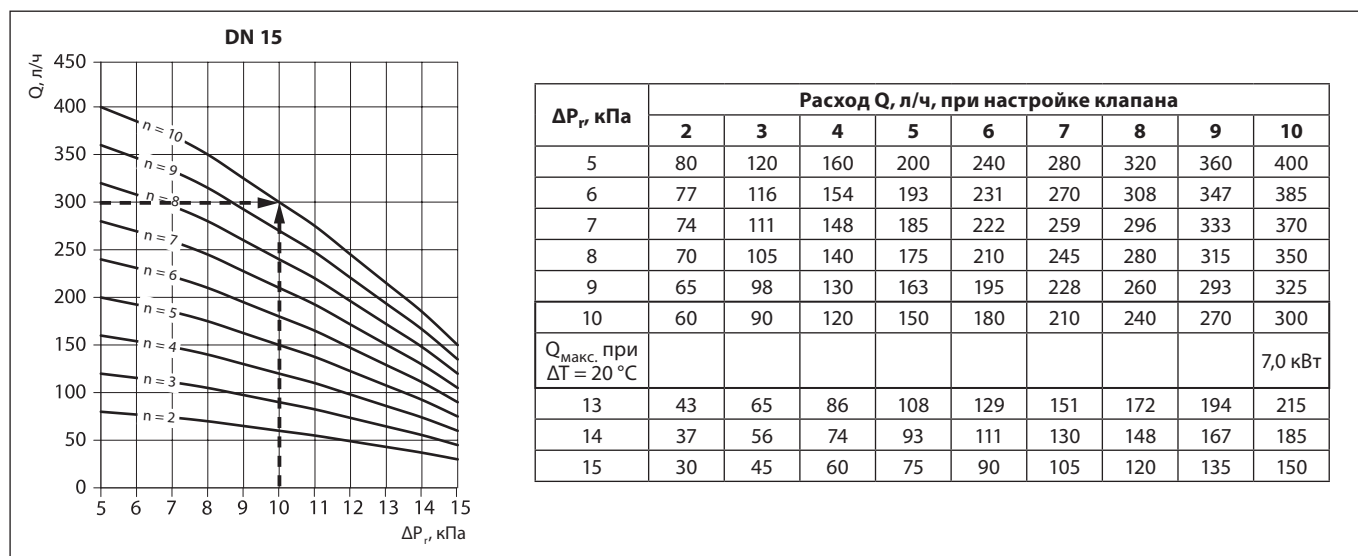 DN 15
Q, л/ч
450
400
350
300
250
200
150
100
50
0
n = 10
n = 9
n = 8
n = 7
n = 6
n = 5
n = 4
n = 3
n = 2
5 6 7 8 9 10 11 12 13 14 15
ΔPr, кПа
ΔPr, кПа Расход Q, л/ч, при настройке клапана
2 3 4 5 6 7 8 9 10
5 80 120 160 200 240 280 320 360 400
6 77 116 154 193 231 270 308 347 385
7 74 111 148 185 222 259 296 333 370
8 70 105 140 175 210 245 280 315 350
9 65 98 130 163 195 228 260 293 325
10 60 90 120 150 180 210 240 270 300
Qмакс. при
ΔT = 20 °C 7,0 кВт
13 43 65 86 108 129 151 172 194 215
14 37 56 74 93 111 130 148 167 185
15 30 45 60 75 90 105 120 135 150